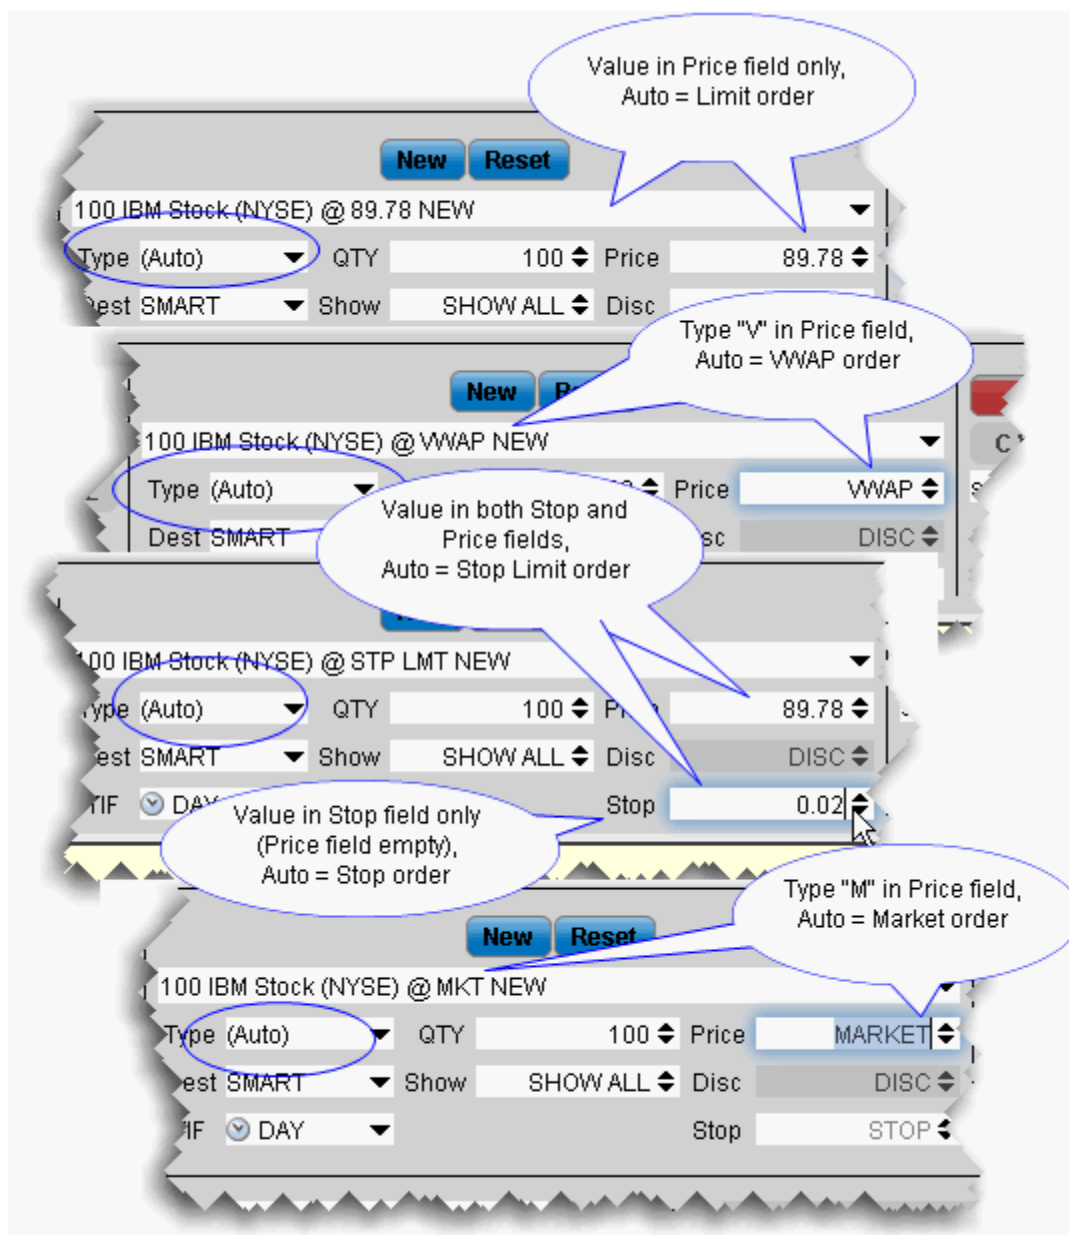 Value in Price field only,
Auto = Limit order
New Reset
100 IBM Stock (NYSE) @ 89.78 NEW
Type (Auto) QTY 100 Price 89.78
Dest SMART Show SHOW ALL Disc
Type "V" in Price field,
Auto = VWAP order
New
100 IBM Stock (NYSE) @ VWAP NEW
Type (Auto) Price VWAP
Dest SMART DISC
Value in both Stop and
Price fields,
Auto = Stop Limit order
100 IBM Stock (NYSE) @ STP LMT NEW
Type (Auto) QTY 100 Price 89.78
Dest SMART Show SHOW ALL Disc DISC
TIF DAY Stop 0.02
Value in Stop field only
(Price field empty),
Auto = Stop order
Type "M" in Price field,
Auto = Market order
New Reset
100 IBM Stock (NYSE) @ MKT NEW
Type (Auto) QTY 100 Price MARKET
Dest SMART Show SHOW ALL Disc DISC
TIF DAY Stop STOP